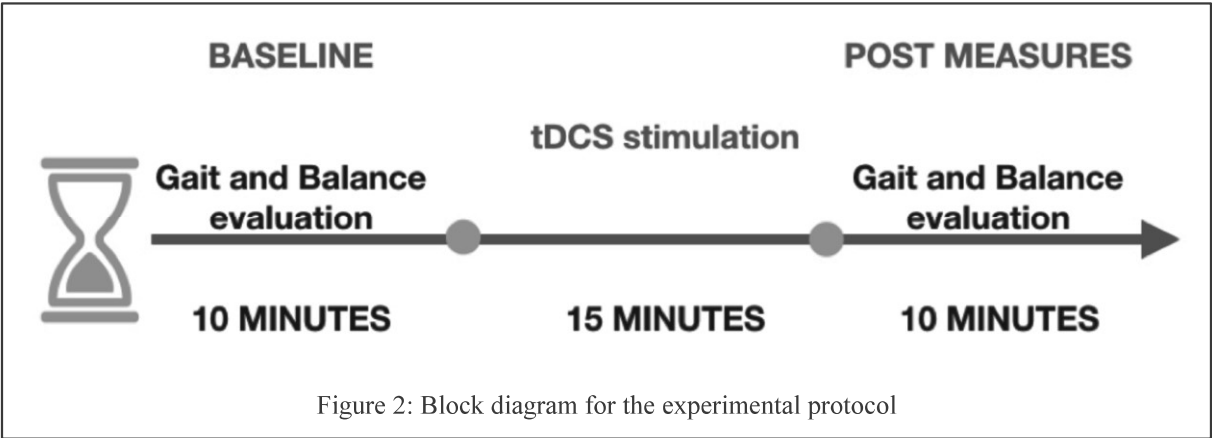 BASELINE
POST MEASURES
tDCS stimulation
Gait and Balance
evaluation
Gait and Balance
evaluation
10 MINUTES
15 MINUTES
10 MINUTES
Figure 2: Block diagram for the experimental protocol